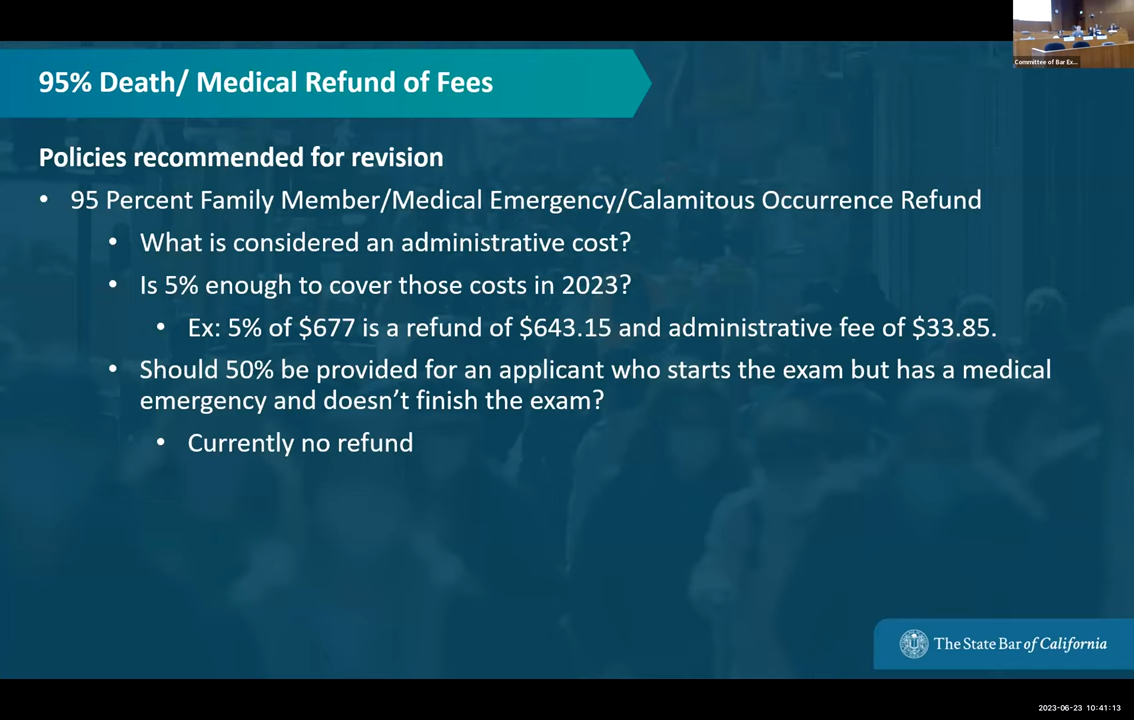 Committee of Bar Ex...
95% Death/ Medical Refund of Fees
Policies recommended for revision
• 95 Percent Family Member/Medical Emergency/Calamitous Occurrence Refund
• What is considered an administrative cost?
• Is 5% enough to cover those costs in 2023?
• Ex: 5% of $677 is a refund of $643.15 and administrative fee of $33.85.
• Should 50% be provided for an applicant who starts the exam but has a medical
emergency and doesn’t finish the exam?
• Currently no refund
The State Bar of California
2023-06-23 10:41:13